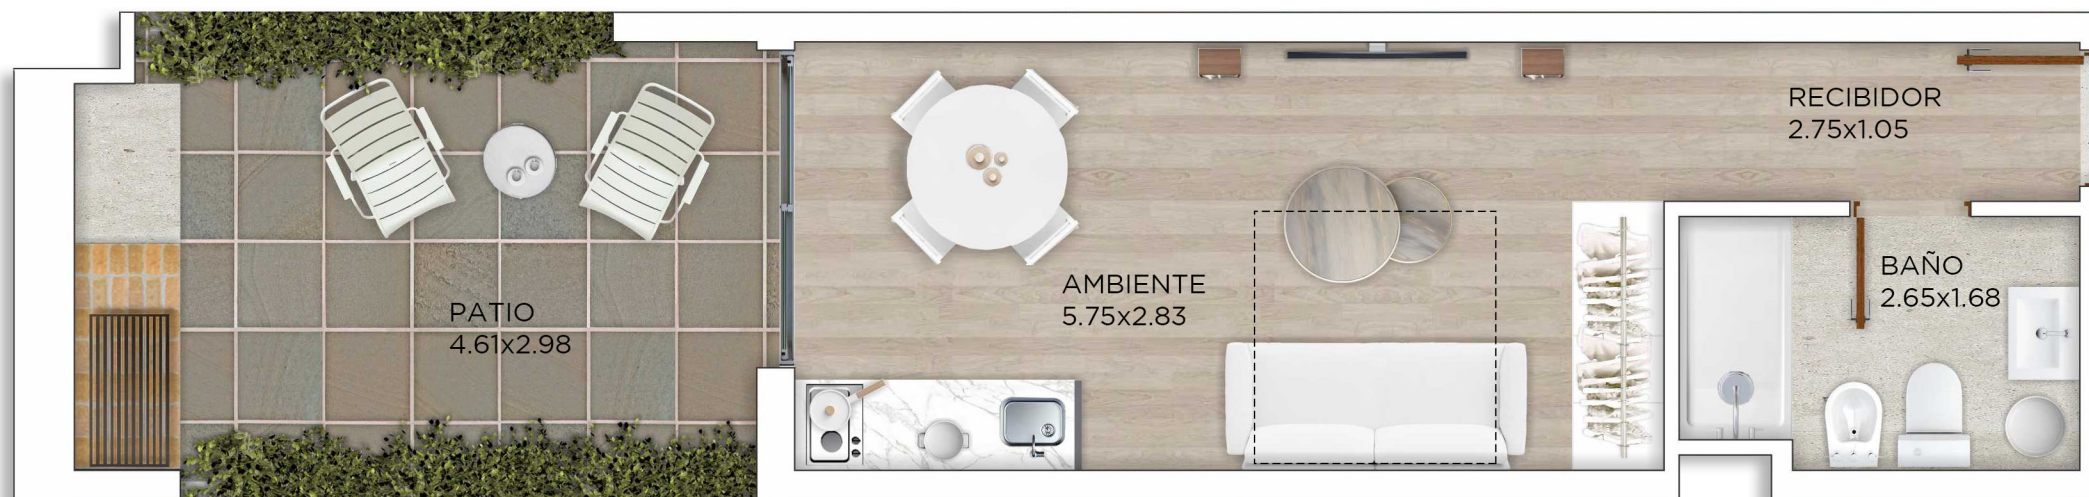 RECIBIDOR
2.75x1.05
BAÑO
2.65x1.68
AMBIENTE
5.75x2.83
PATIO
4.61x2.98